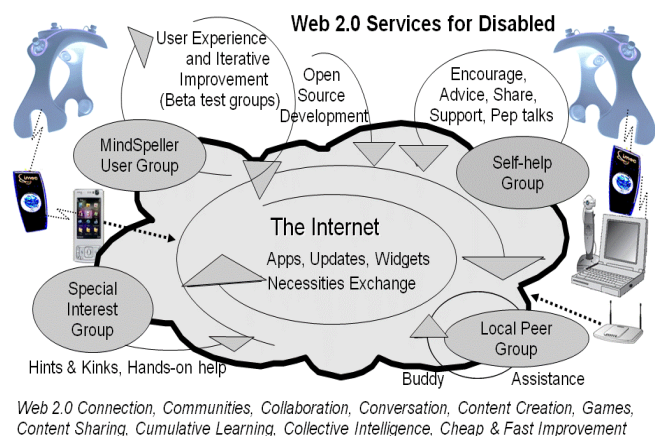 Web 2.0 Services for Disabled
User Experience
and Iterative
Improvement
(Beta test groups)
Open
Source
Development
Encourage,
Advice, Share,
Support, Pep talks
MindSpeller
User Group
Self-help
Group
The Internet
Apps, Updates, Widgets
Necessities Exchange
Special
Interest
Group
Local Peer
Group
Hints & Kinks, Hands-on help
Buddy
Assistance
Web 2.0 Connection, Communities, Collaboration, Conversation, Content Creation, Games,
Content Sharing, Cumulative Learning, Collective Intelligence, Cheap & Fast Improvement